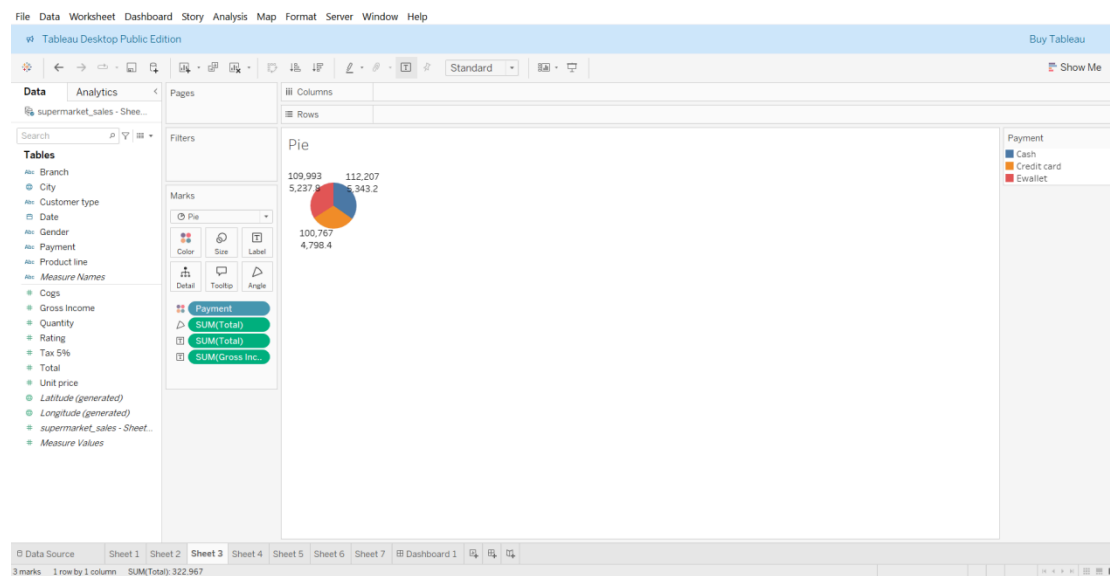 File Data Worksheet Dashboard Story Analysis Map Format Server Window Help
Tableau Desktop Public Edition
Buy Tableau
Standard
Show Me
Data Analytics
Pages
Columns
supermarket_sales - Shee...
Rows
Search
Filters
Pie
Payment
Cash
Credit card
Ewallet
Tables
Abc Branch
City
Abc Customer type
Date
Abc Gender
Abc Payment
Abc Product line
Abc Measure Names
# Cogs
# Gross Income
# Quantity
# Rating
# Tax 5%
# Total
# Unit price
Latitude (generated)
Longitude (generated)
# supermarket_sales - Sheet...
# Measure Values
Marks
Pie
Color Size Label
Detail Tooltip Angle
Payment
SUM(Total)
SUM(Total)
SUM(Gross Inc..
109,993 112,207
5,237.8 5,343.2
100,767
4,798.4
Data Source Sheet 1 Sheet 2 Sheet 3 Sheet 4 Sheet 5 Sheet 6 Sheet 7 Dashboard 1
3 marks 1 row by 1 column SUM(Total): 322,967